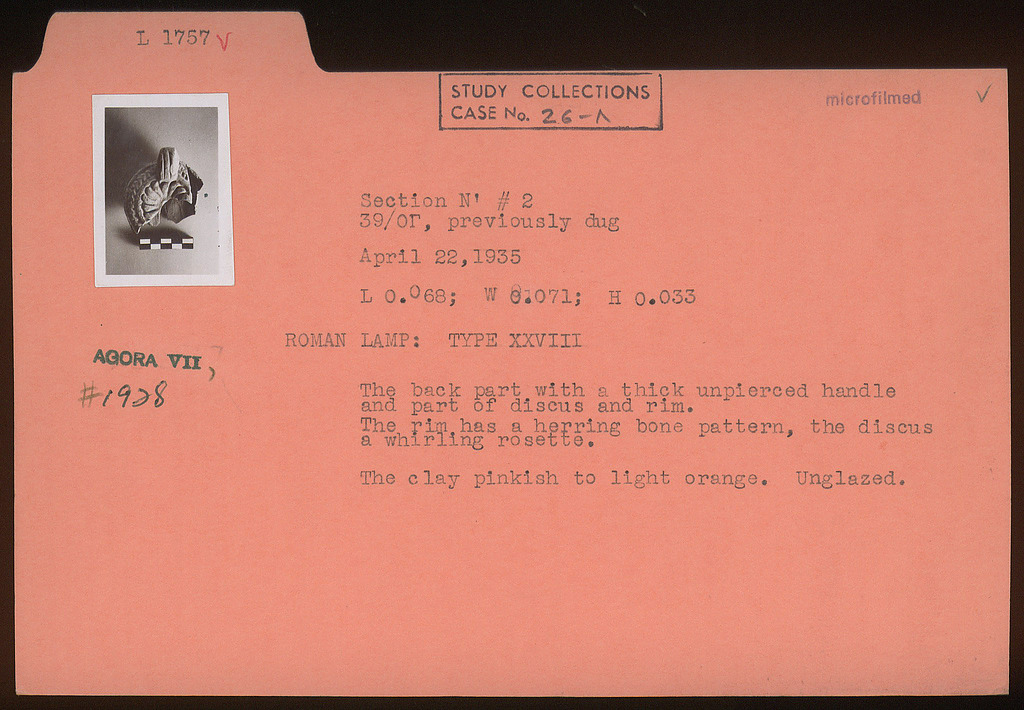 L 1757 √
STUDY COLLECTIONS
CASE No. 26-Λ
microfilmed ✓
Section N' # 2
39/ΟΓ, previously dug
April 22,1935
L 0.068; W 0.071; H 0.033
ROMAN LAMP: TYPE XXVIII
AGORA VII,
#1928
The back part with a thick unpierced handle
and part of discus and rim.
The rim has a herring bone pattern, the discus
a whirling rosette.
The clay pinkish to light orange. Unglazed.